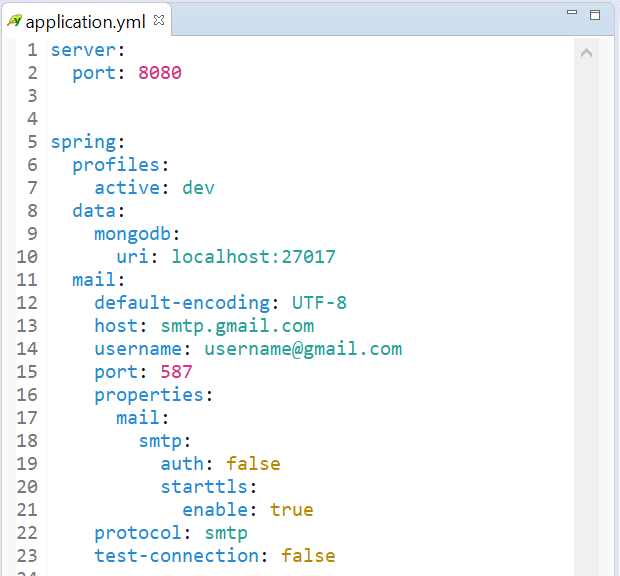 application.yml
1 server:
2   port: 8080
3
4
5 spring:
6   profiles:
7     active: dev
8   data:
9     mongodb:
10       uri: localhost:27017
11   mail:
12     default-encoding: UTF-8
13     host: smtp.gmail.com
14     username: username@gmail.com
15     port: 587
16     properties:
17       mail:
18         smtp:
19           auth: false
20           starttls:
21             enable: true
22     protocol: smtp
23     test-connection: false